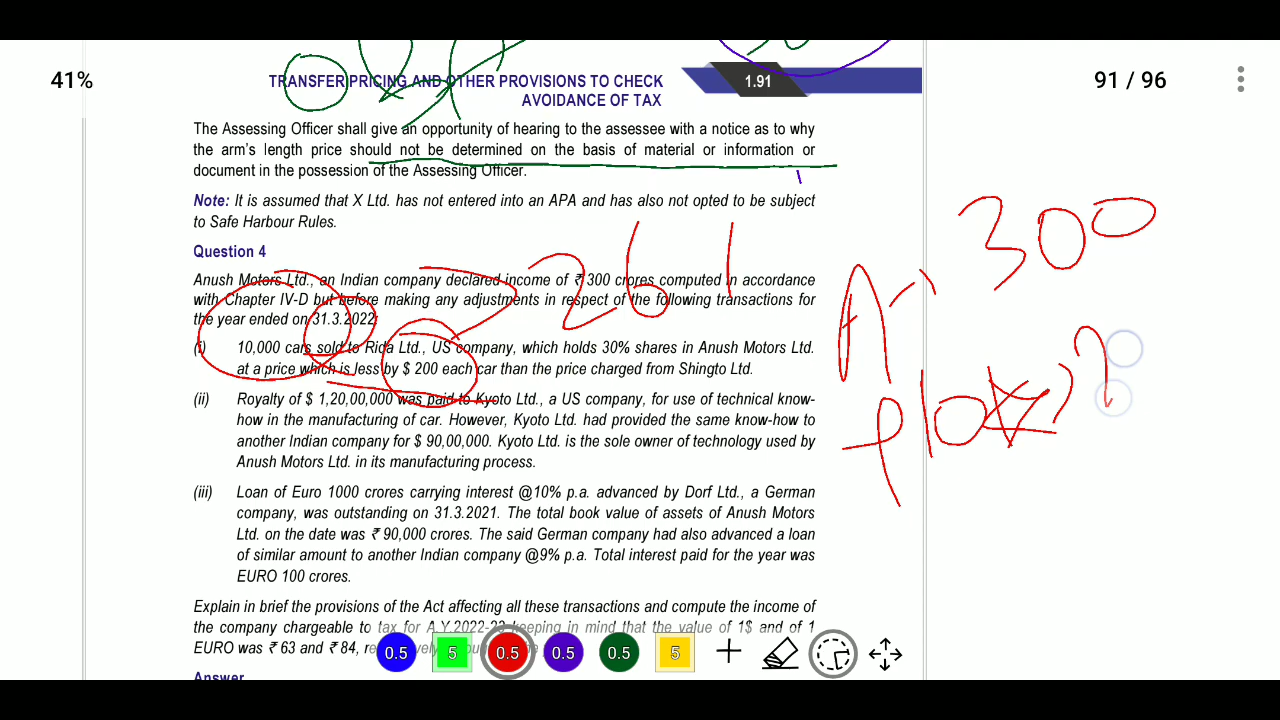 41%
TRANSFER PRICING AND OTHER PROVISIONS TO CHECK
AVOIDANCE OF TAX
1.91
91 / 96
The Assessing Officer shall give an opportunity of hearing to the assessee with a notice as to why
the arm's length price should not be determined on the basis of material or information or
document in the possession of the Assessing Officer.
Note: It is assumed that X Ltd. has not entered into an APA and has also not opted to be subject
to Safe Harbour Rules.
Question 4
Anush Motors Ltd., an Indian company declared income of ₹ 300 crores computed in accordance
with Chapter IV-D but before making any adjustments in respect of the following transactions for
the year ended on 31.3.2022:
(i) 10,000 cars sold to Rida Ltd., US company, which holds 30% shares in Anush Motors Ltd.
at a price which is less by $ 200 each car than the price charged from Shingto Ltd.
(ii) Royalty of $ 1,20,00,000 was paid to Kyoto Ltd., a US company, for use of technical know-
how in the manufacturing of car. However, Kyoto Ltd. had provided the same know-how to
another Indian company for $ 90,00,000. Kyoto Ltd. is the sole owner of technology used by
Anush Motors Ltd. in its manufacturing process.
(iii) Loan of Euro 1000 crores carrying interest @10% p.a. advanced by Dorf Ltd., a German
company, was outstanding on 31.3.2021. The total book value of assets of Anush Motors
Ltd. on the date was ₹ 90,000 crores. The said German company had also advanced a loan
of similar amount to another Indian company @9% p.a. Total interest paid for the year was
EURO 100 crores.
Explain in brief the provisions of the Act affecting all these transactions and compute the income
of the company chargeable to tax for A.Y.2022-23 keeping in mind that the value of 1$ and of 1
EURO was ₹ 63 and ₹ 84,
Answer
261
300
0.5
5
0.5
0.5
0.5
5